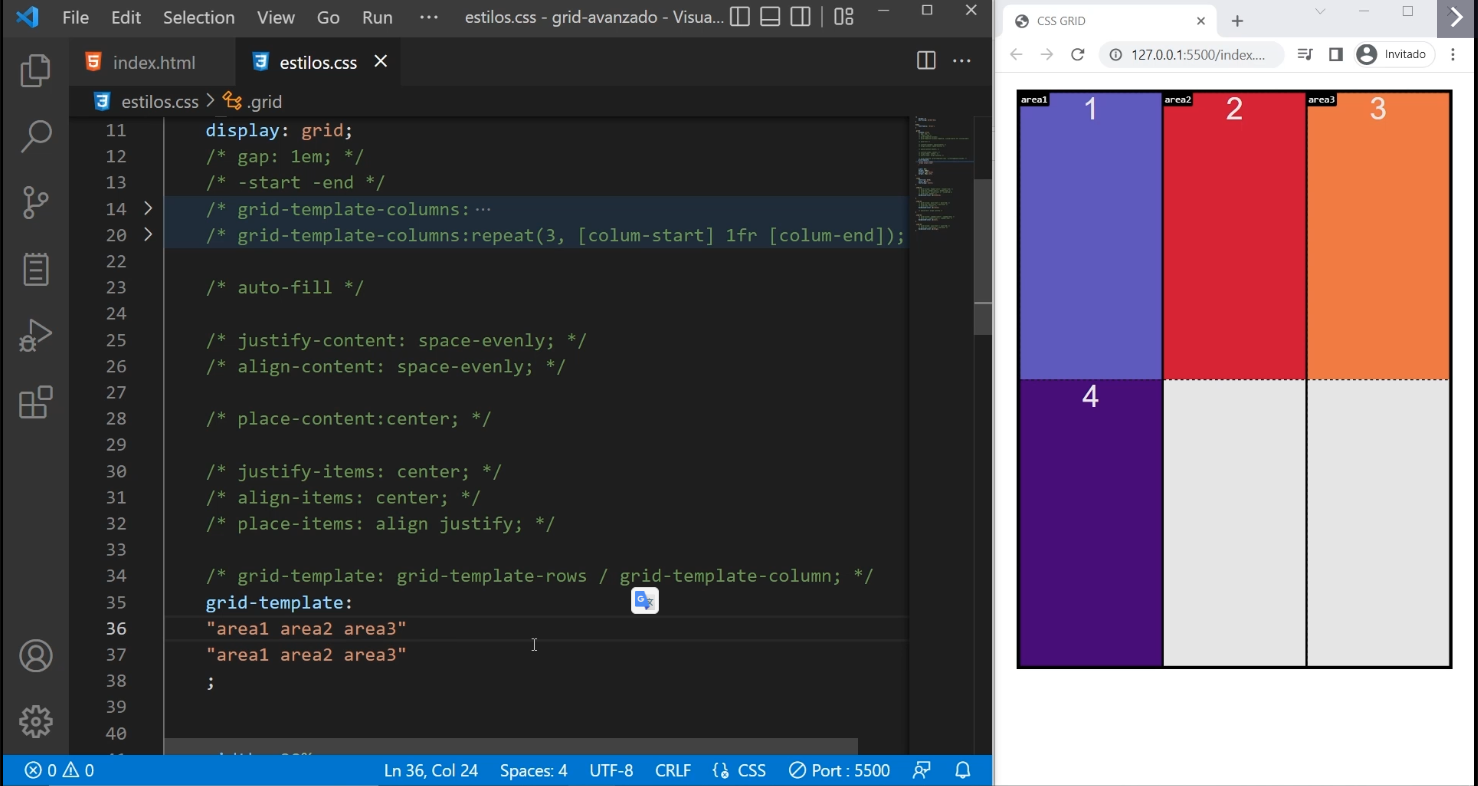 File Edit Selection View Go Run ··· estilos.css - grid-avanzado - Visua...
index.html estilos.css
estilos.css > .grid
11 display: grid;
12 /* gap: 1em; */
13 /* -start -end */
14 /* grid-template-columns: ···
20 /* grid-template-columns:repeat(3, [colum-start] 1fr [colum-end]);
22
23 /* auto-fill */
24
25 /* justify-content: space-evenly; */
26 /* align-content: space-evenly; */
27
28 /* place-content:center; */
29
30 /* justify-items: center; */
31 /* align-items: center; */
32 /* place-items: align justify; */
33
34 /* grid-template: grid-template-rows / grid-template-column; */
35 grid-template:
36 "area1 area2 area3"
37 "area1 area2 area3"
38 ;
39
40
0 0 Ln 36, Col 24 Spaces: 4 UTF-8 CRLF CSS Port : 5500
CSS GRID
127.0.0.1:5500/index.... Invitado
area1 1 area2 2 area3 3
4